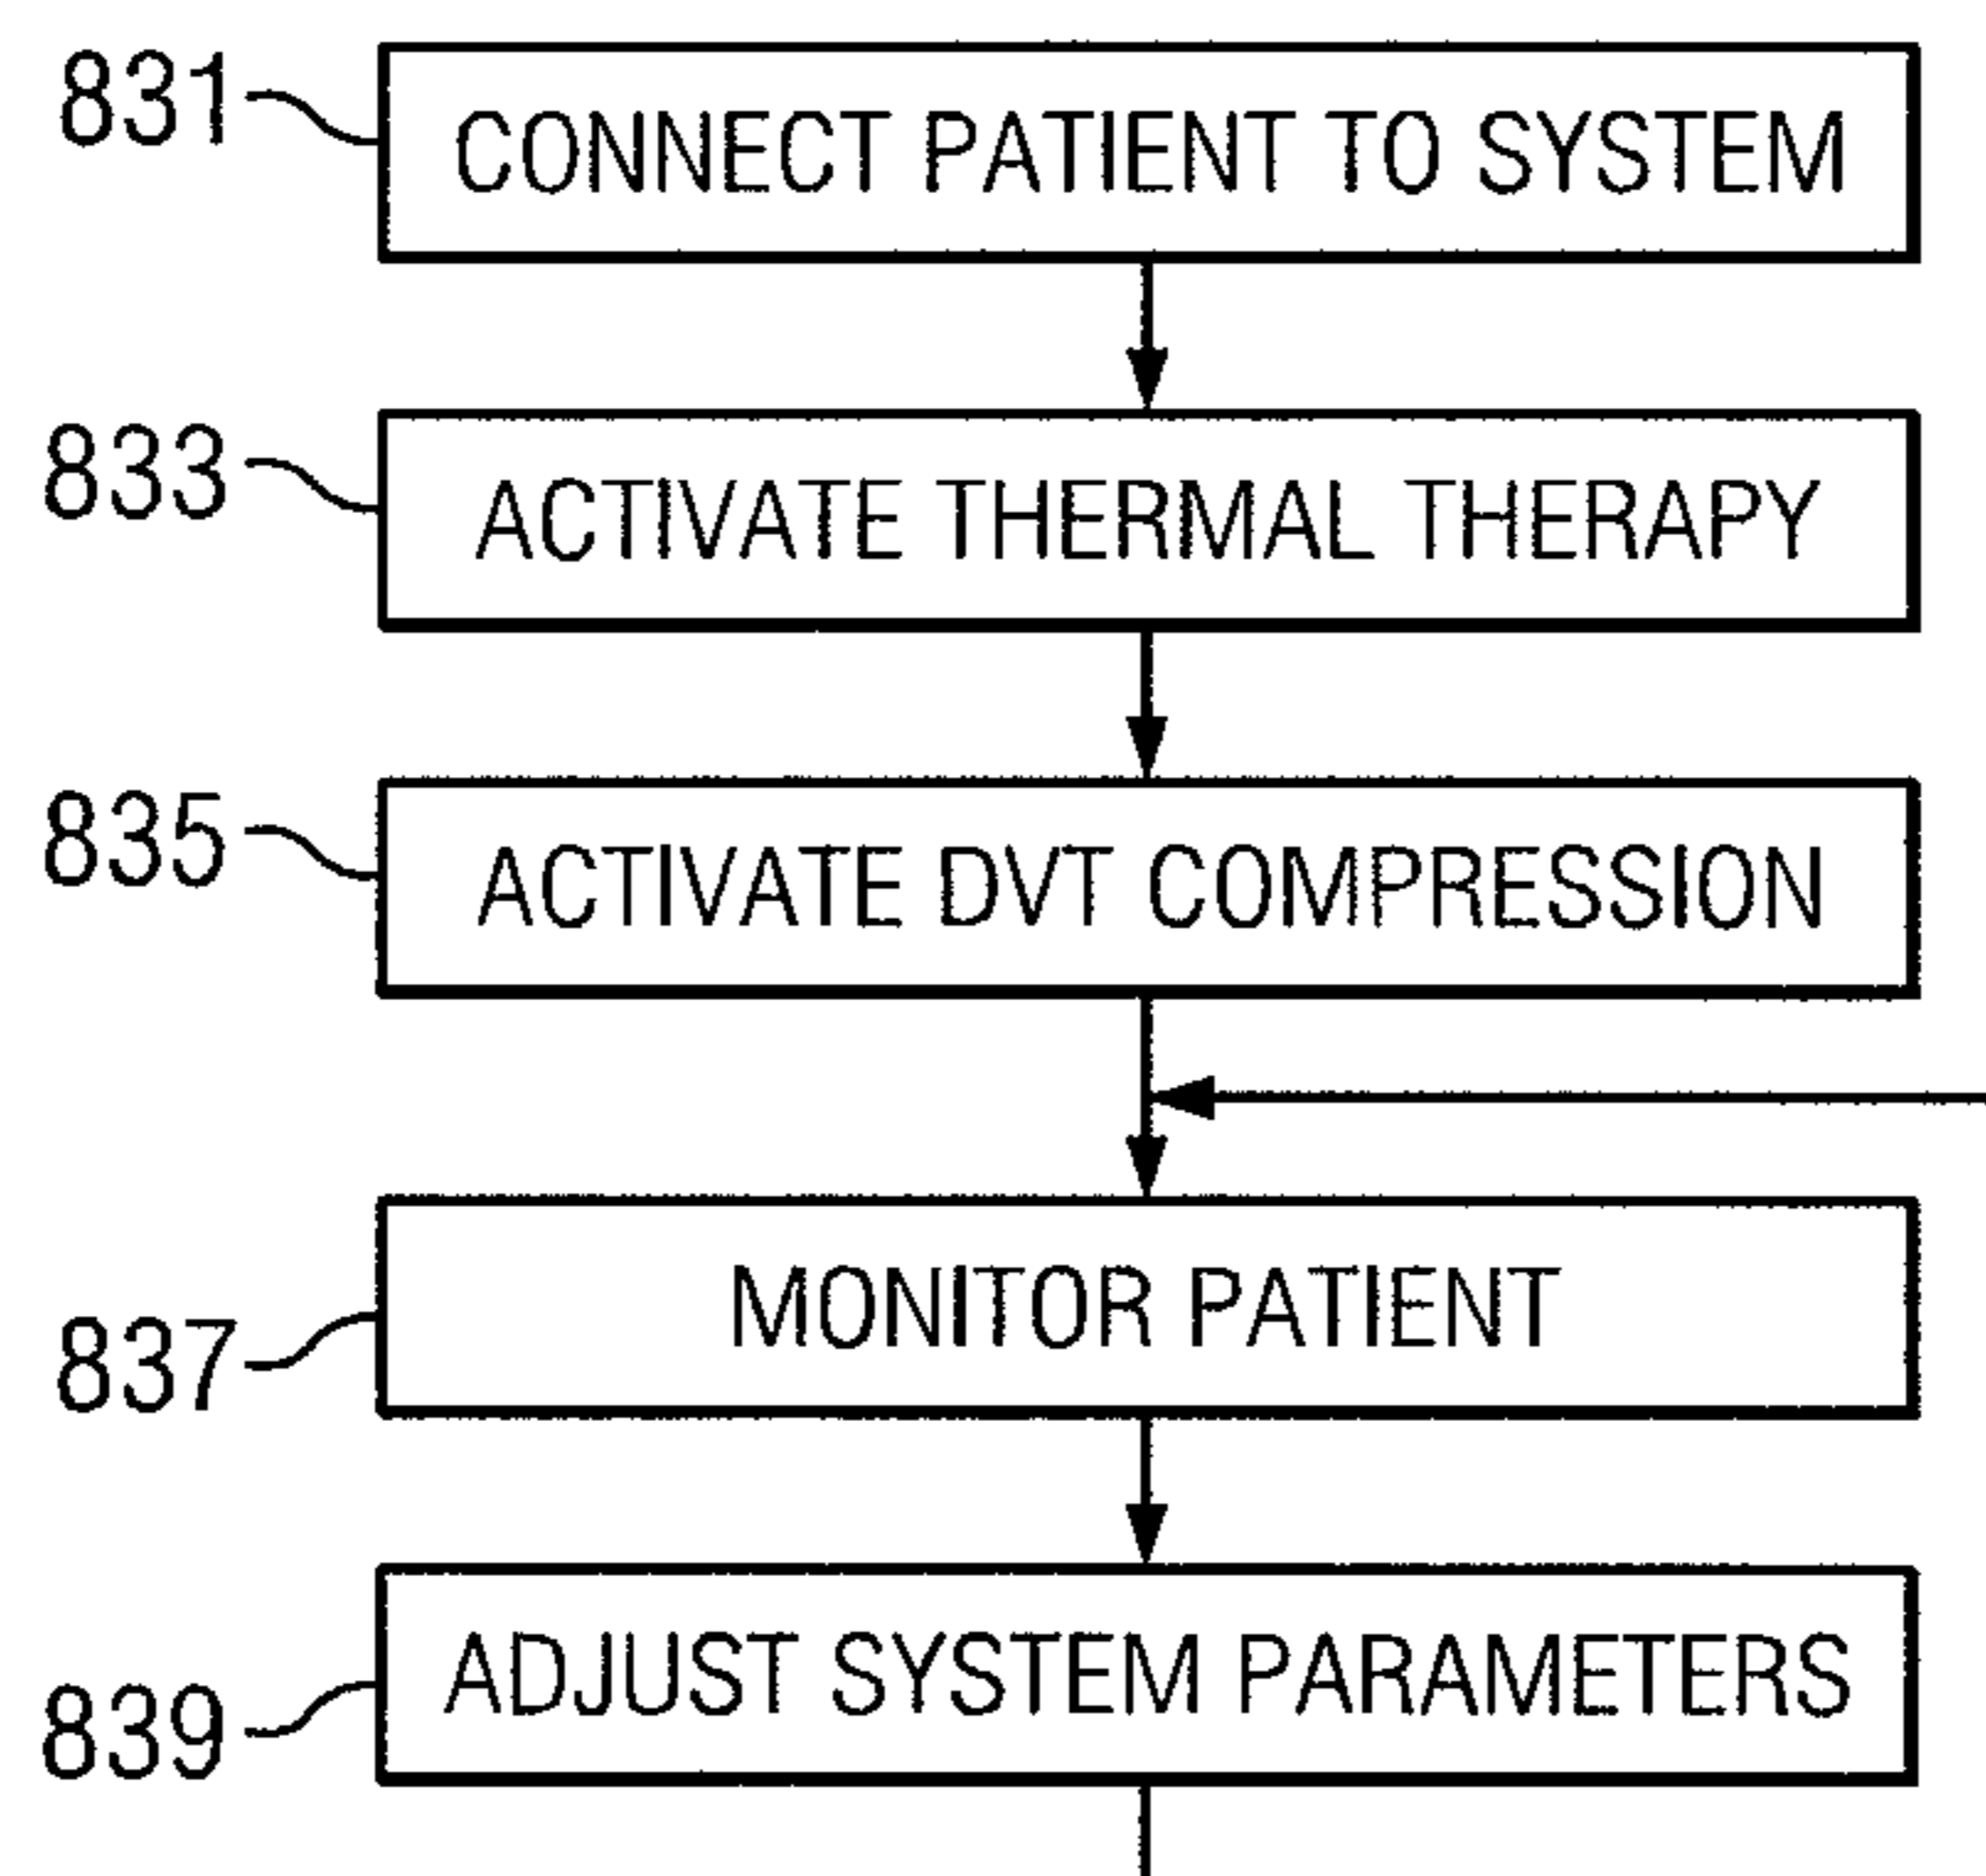 831
CONNECT PATIENT TO SYSTEM
833
ACTIVATE THERMAL THERAPY
835
ACTIVATE DVT COMPRESSION
837
MONITOR PATIENT
839
ADJUST SYSTEM PARAMETERS